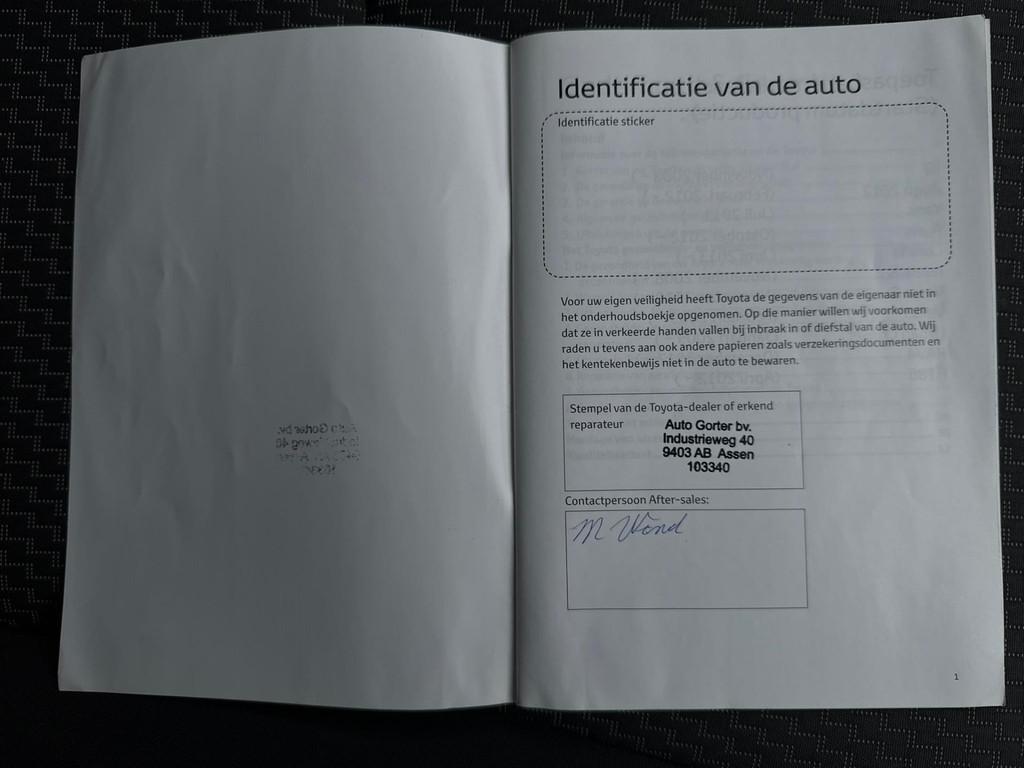 Identificatie van de auto
Identificatie sticker
Voor uw eigen veiligheid heeft Toyota de gegevens van de eigenaar niet in
het onderhoudsboekje opgenomen. Op die manier willen wij voorkomen
dat ze in verkeerde handen vallen bij inbraak in of diefstal van de auto. Wij
raden u tevens aan ook andere papieren zoals verzekeringsdocumenten en
het kentekenbewijs niet in de auto te bewaren.
Stempel van de Toyota-dealer of erkend
reparateur
Auto Gorter bv.
Industrieweg 40
9403 AB Assen
103340
Contactpersoon After-sales:
M
1